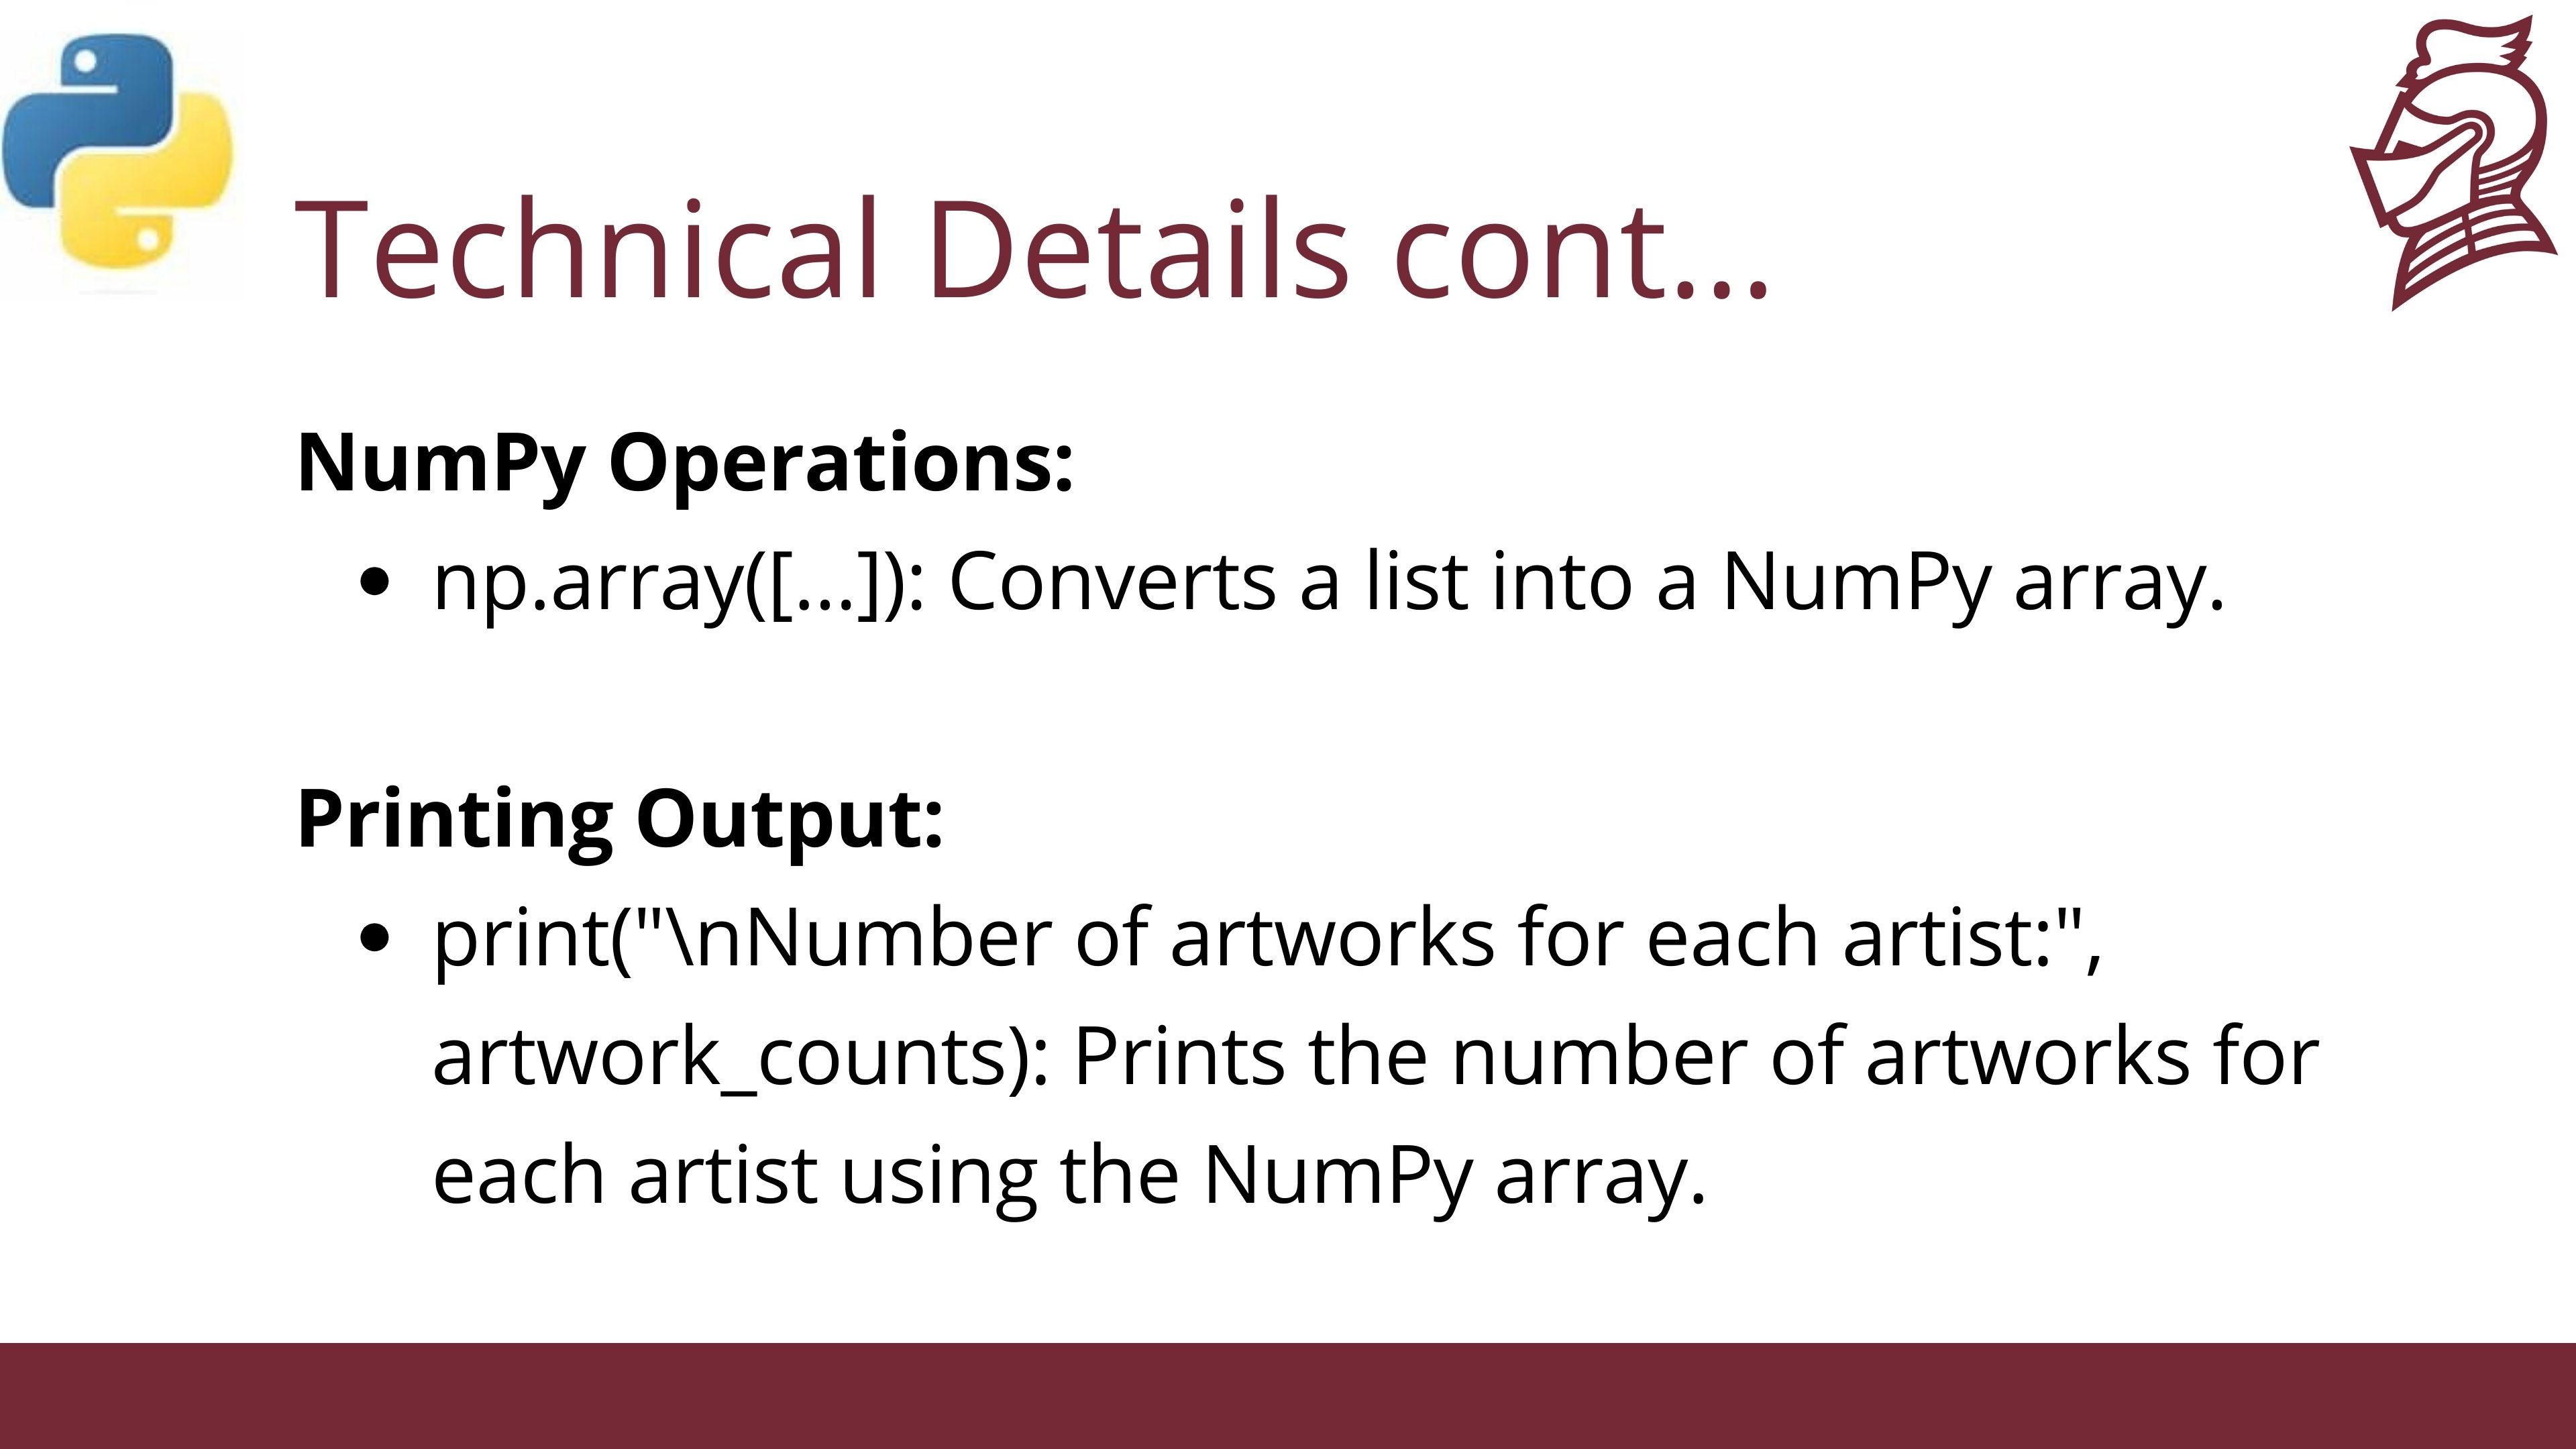 Technical Details cont...
NumPy Operations:
• np.array([...]): Converts a list into a NumPy array.
Printing Output:
• print("\nNumber of artworks for each artist:",
artwork_counts): Prints the number of artworks for
each artist using the NumPy array.